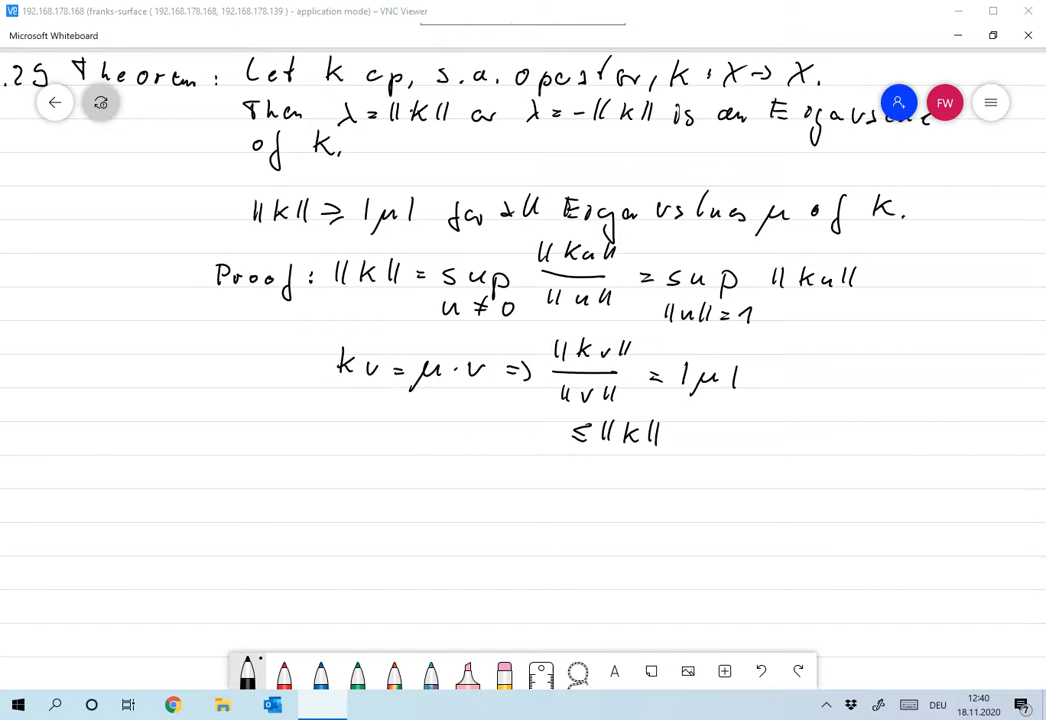 192.168.178.168 (franks-surface ( 192.168.178.168, 192.168.178.139 ) - application mode) - VNC Viewer
Microsoft Whiteboard
.29 Theorem: Let K cp, s.a. operator, K : X → X.
Then λ = ||K|| or λ = -||K|| is an Eigenvalue
of K.
FW
||K|| ≥ |μ| for all Eigenvalues μ of K.
Proof: ||K|| = sup u ≠ 0 ||Ku|| / ||u|| = sup ||u|| = 1 ||Ku||
Kv = μ · v ⇒ ||Kv|| / ||v|| = |μ|
≤ ||K||
A
DEU
12:40
18.11.2020
7